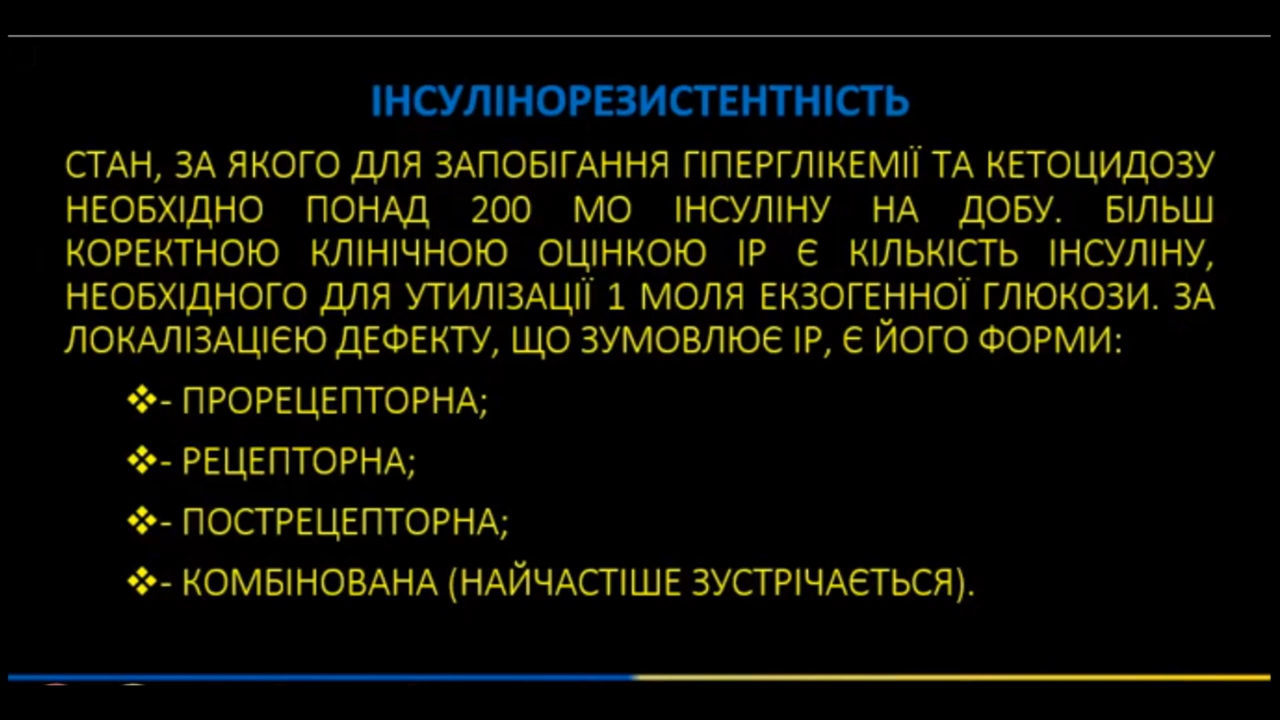 ІНСУЛІНОРЕЗИСТЕНТНІСТЬ
СТАН, ЗА ЯКОГО ДЛЯ ЗАПОБІГАННЯ ГІПЕРГЛІКЕМІЇ ТА КЕТОЦИДОЗУ
НЕОБХІДНО ПОНАД 200 МО ІНСУЛІНУ НА ДОБУ. БІЛЬШ
КОРЕКТНОЮ КЛІНІЧНОЮ ОЦІНКОЮ ІР Є КІЛЬКІСТЬ ІНСУЛІНУ,
НЕОБХІДНОГО ДЛЯ УТИЛІЗАЦІЇ 1 МОЛЯ ЕКЗОГЕННОЇ ГЛЮКОЗИ. ЗА
ЛОКАЛІЗАЦІЄЮ ДЕФЕКТУ, ЩО ЗУМОВЛЮЄ ІР, Є ЙОГО ФОРМИ:
❖- ПРОРЕЦЕПТОРНА;
❖- РЕЦЕПТОРНА;
❖- ПОСТРЕЦЕПТОРНА;
❖- КОМБІНОВАНА (НАЙЧАСТІШЕ ЗУСТРІЧАЄТЬСЯ).